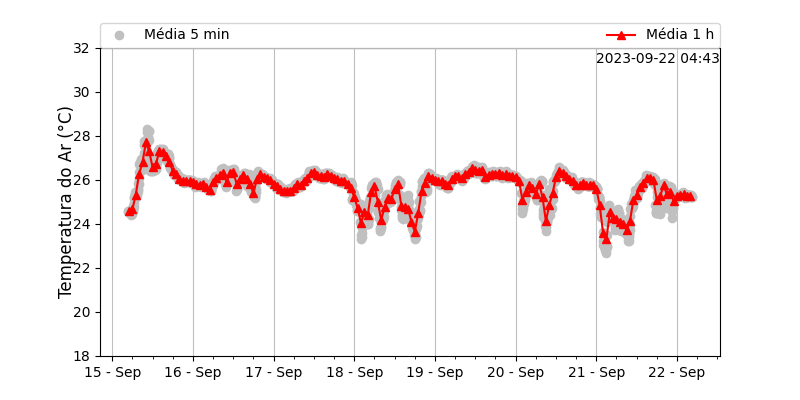 Média 5 min
Média 1 h
2023-09-22 04:43
Temperatura do Ar (°C)
32
30
28
26
24
22
20
18
15 - Sep
16 - Sep
17 - Sep
18 - Sep
19 - Sep
20 - Sep
21 - Sep
22 - Sep